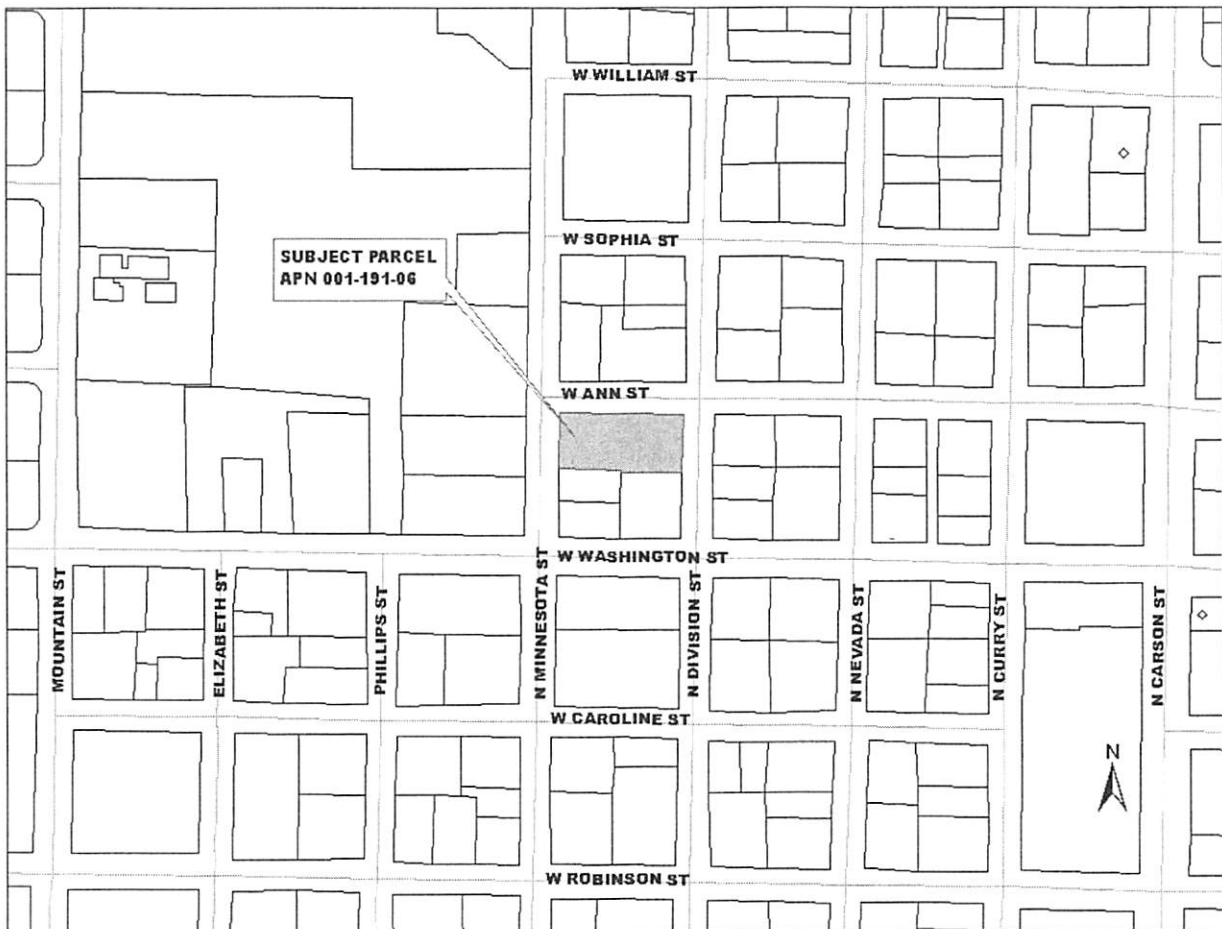 W WILLIAM ST
W SOPHIA ST
SUBJECT PARCEL
APN 001-191-06
W ANN ST
W WASHINGTON ST
MOUNTAIN ST
ELIZABETH ST
PHILLIPS ST
N MINNESOTA ST
N DIVISION ST
N NEVADA ST
N CURRY ST
N CARSON ST
W CAROLINE ST
N
W ROBINSON ST